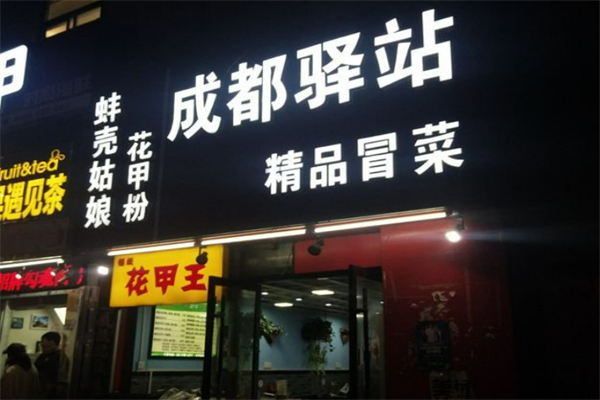 甲
成都驿站
精品冒菜
蚌壳姑娘
花甲粉
fruit&tea
遇见茶
花甲王